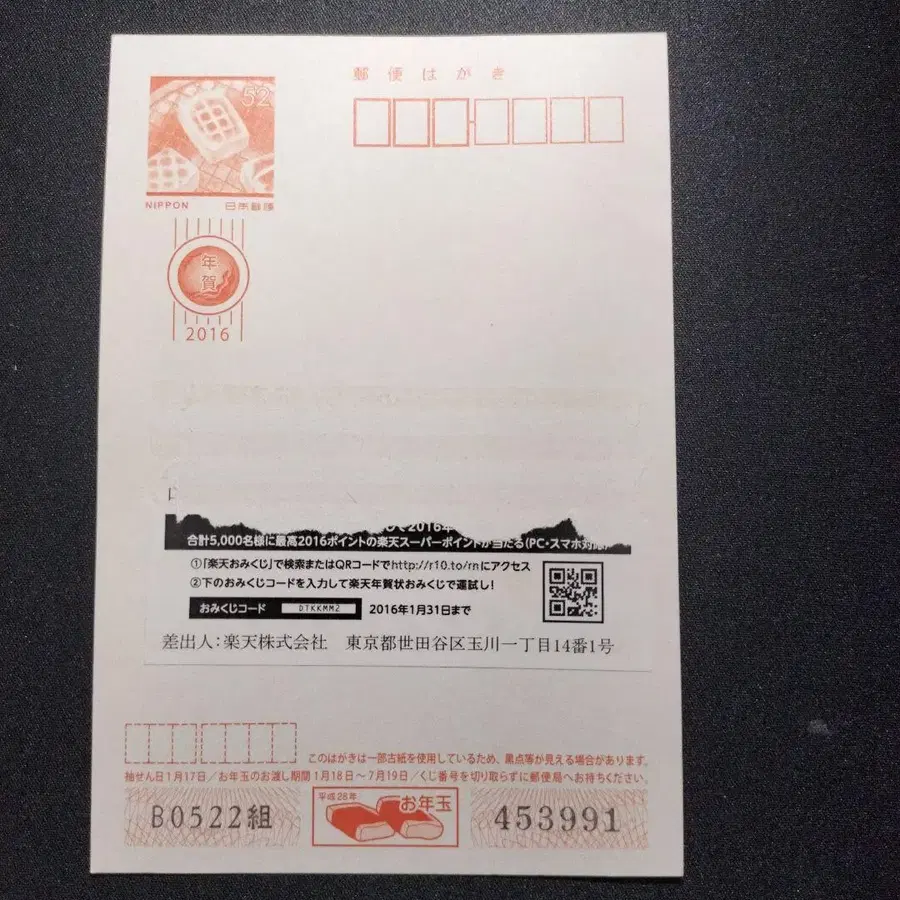 郵便はがき
52
NIPPON 日本郵便
年賀
2016
して2016年
合計5,000名様に最高2016ポイントの楽天スーパーポイントが当たる(PC・スマホ対応)
①「楽天おみくじ」で検索またはQRコードでhttp://r10.to/rnにアクセス
②下のおみくじコードを入力して楽天年賀状おみくじで運試し!
おみくじコード DTKKMM2 2016年1月31日まで
差出人:楽天株式会社 東京都世田谷区玉川一丁目14番1号
このはがきは一部古紙を使用しているため、黒点等が見える場合があります。
抽せん日1月17日/お年玉のお渡し期間1月18日~7月19日/くじ番号を切り取らずに郵便局へお持ちください。
B0522組 平成28年 お年玉 453991